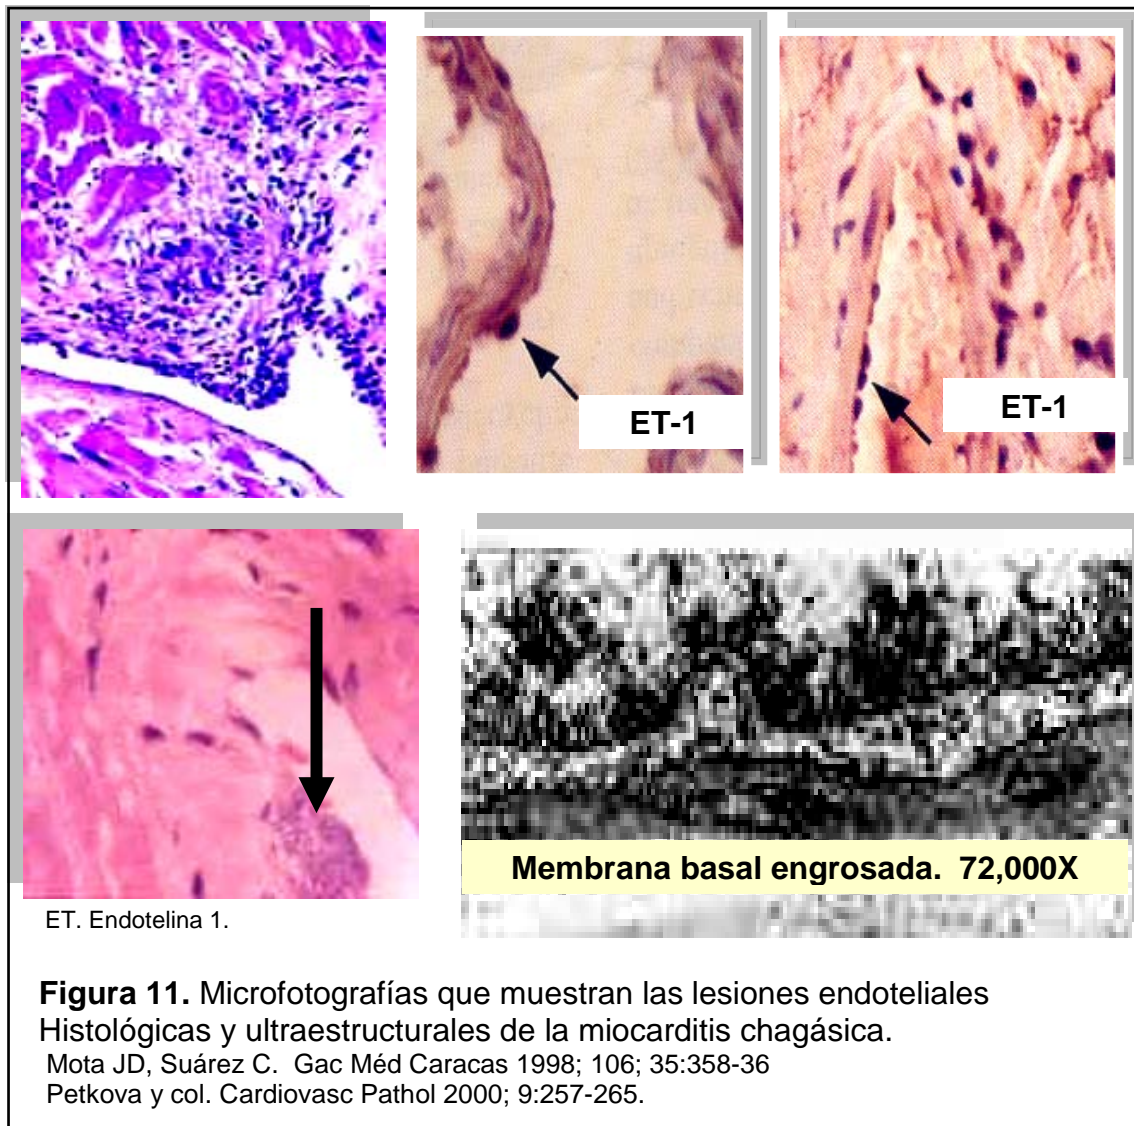 ET-1
ET-1
Membrana basal engrosada. 72,000X
ET. Endotelina 1.
Figura 11. Microfotografías que muestran las lesiones endoteliales
Histológicas y ultraestructurales de la miocarditis chagásica.
Mota JD, Suárez C. Gac Méd Caracas 1998; 106; 35:358-36
Petkova y col. Cardiovasc Pathol 2000; 9:257-265.